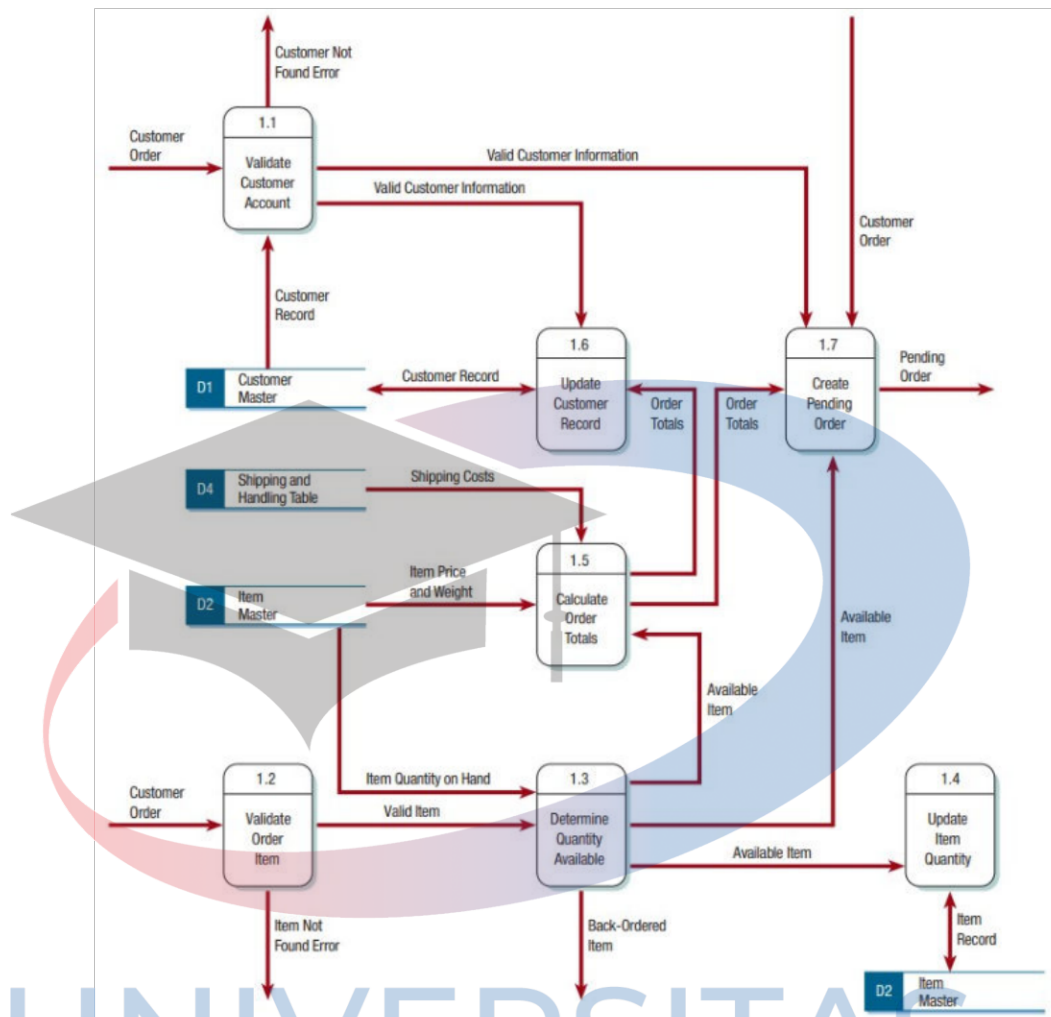 Customer Not
Found Error
1.1
Validate
Customer
Account
Customer
Order
Valid Customer Information
Valid Customer Information
Customer
Order
Customer
Record
D1
Customer
Master
Customer Record
1.6
Update
Customer
Record
Order
Totals
Order
Totals
1.7
Create
Pending
Order
Pending
Order
D4
Shipping and
Handling Table
Shipping Costs
D2
Item
Master
Item Price
and Weight
1.5
Calculate
Order
Totals
Available
Item
Available
Item
Item Quantity on Hand
Customer
Order
1.2
Validate
Order
Item
Valid Item
1.3
Determine
Quantity
Available
Available Item
1.4
Update
Item
Quantity
Item Not
Found Error
Back-Ordered
Item
Item
Record
D2
Item
Master
UNIVERSITAS